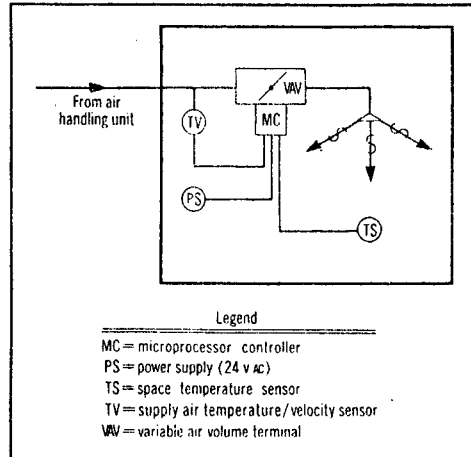 VAV
From air
handling unit
TV
MC
PS
TS
Legend
MC = microprocessor controller
PS = power supply (24 v AC)
TS = space temperature sensor
TV = supply air temperature/velocity sensor
VAV = variable air volume terminal